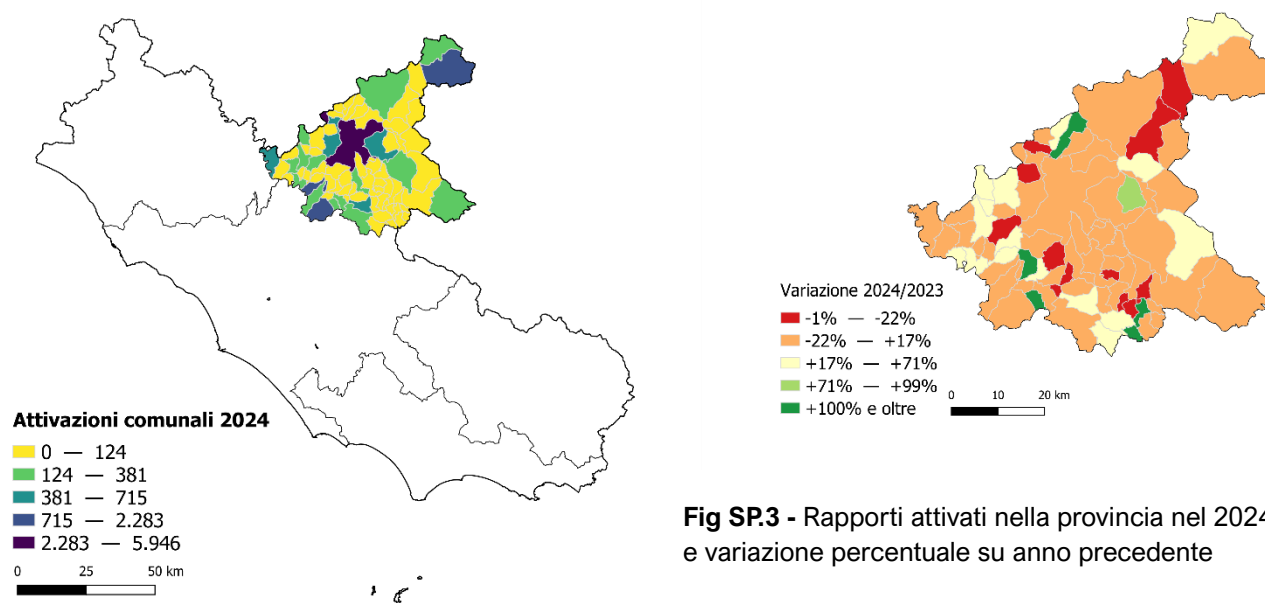 Attivazioni comunali 2024
0 — 124
124 — 381
381 — 715
715 — 2.283
2.283 — 5.946
0 25 50 km
Variazione 2024/2023
-1% — -22%
-22% — +17%
+17% — +71%
+71% — +99%
+100% e oltre
0 10 20 km
Fig SP.3 - Rapporti attivati nella provincia nel 2024
e variazione percentuale su anno precedente